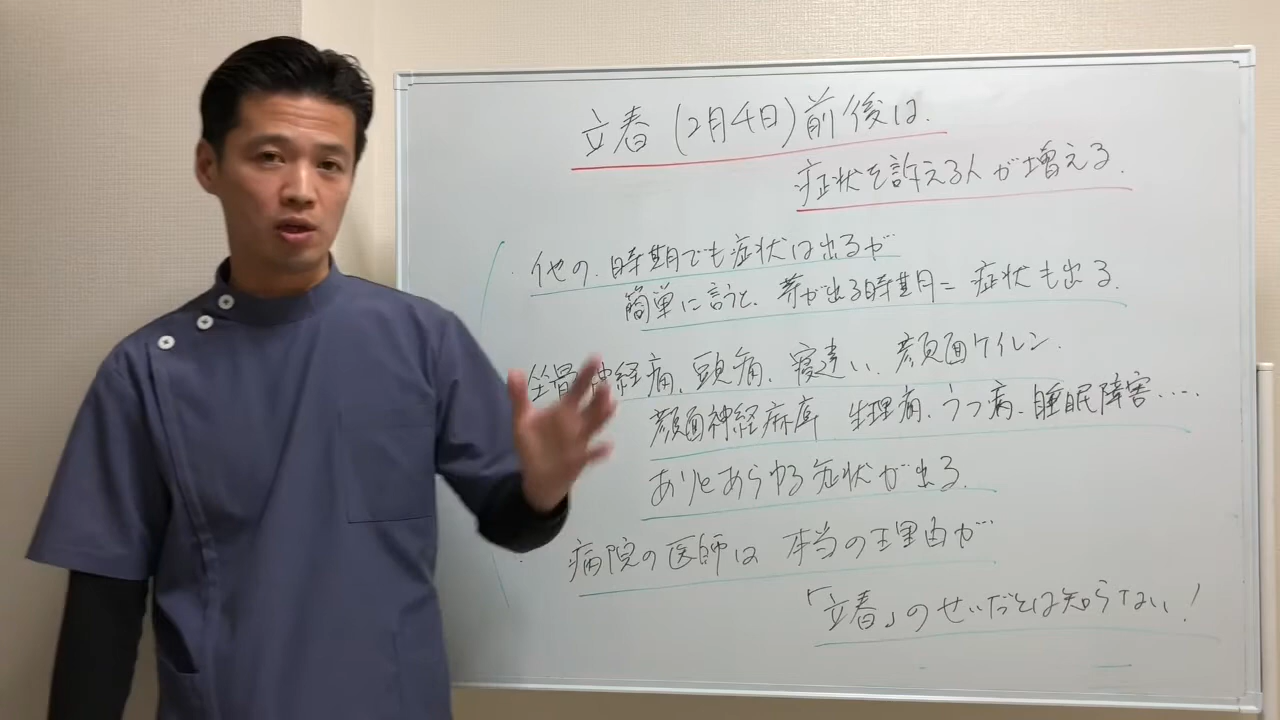 立春(2月4日)前後は、
症状を訴える人が増える.
・他の、時期でも症状は出るが
簡単に言うと、芽が出る時期=症状も出る.
坐骨神経痛、頭痛、寝違い、顔面ケイレン、
顔面神経麻痺 生理痛、うつ病、睡眠障害・・・・
ありとあらゆる症状が出る.
・病院の医師は本当の理由が
「立春」のせいだとは知らない!